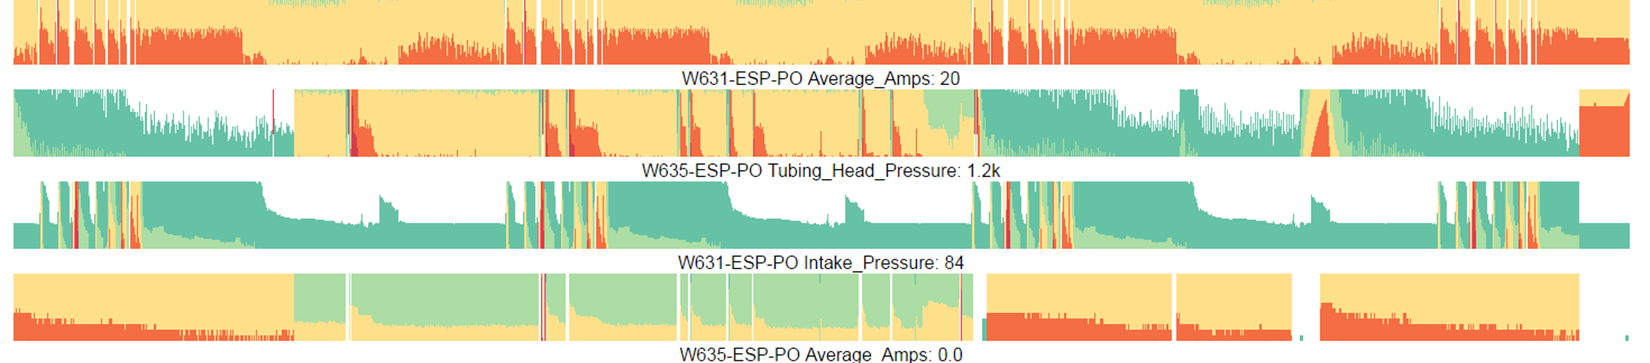 W631-ESP-PO Average_Amps: 20
W635-ESP-PO Tubing_Head_Pressure: 1.2k
W631-ESP-PO Intake_Pressure: 84
W635-ESP-PO Average_Amps: 0.0